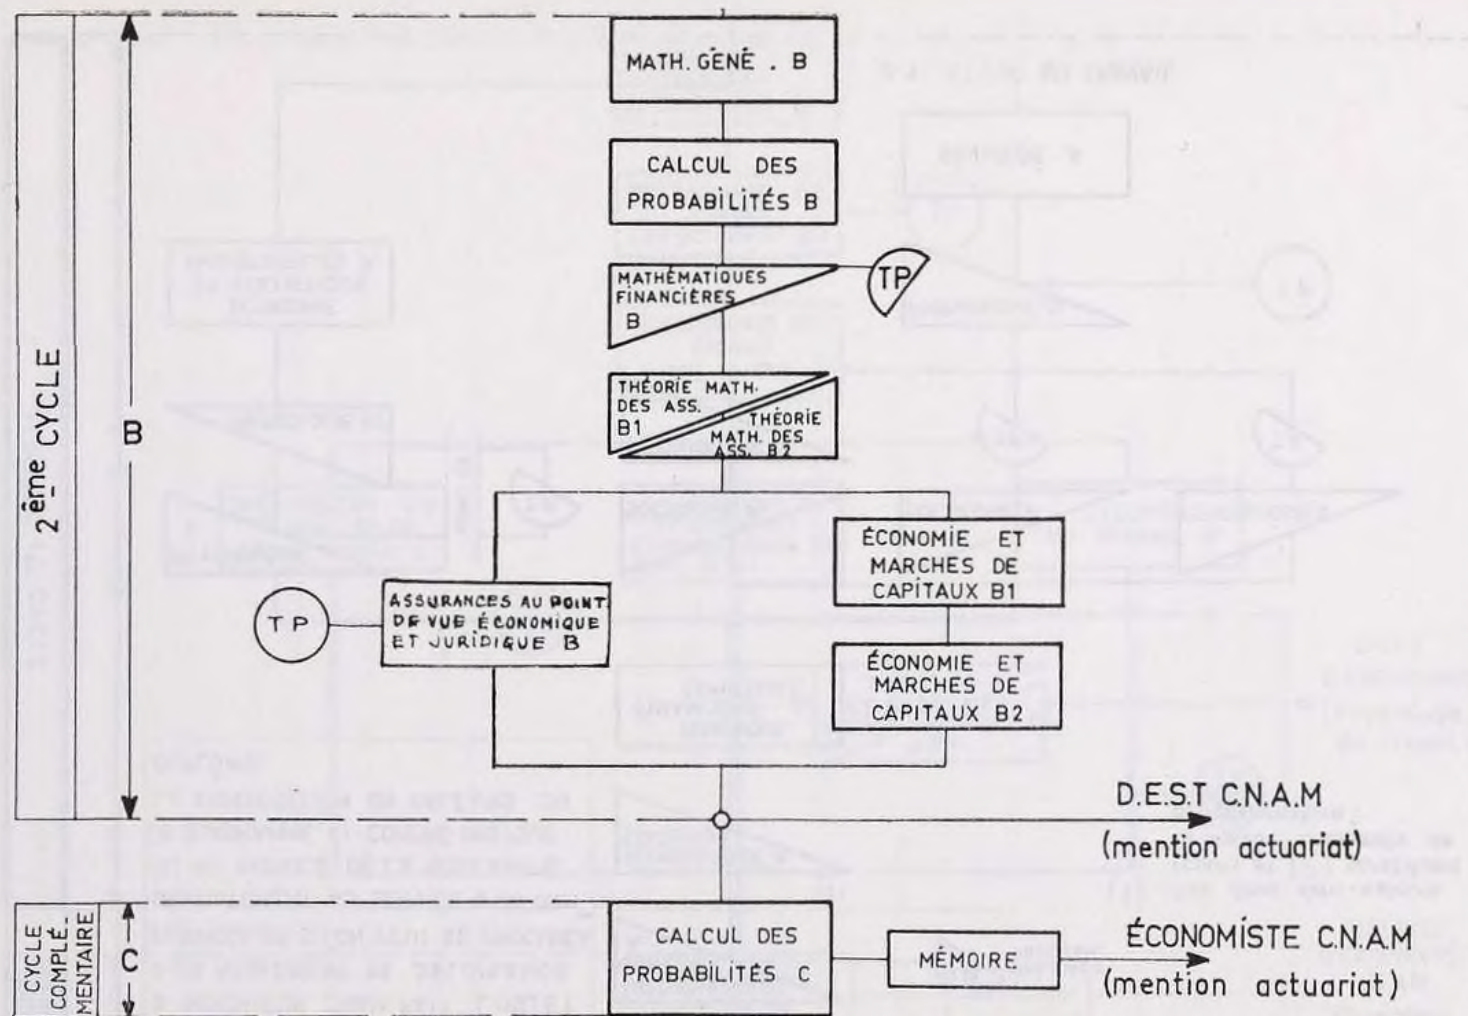 MATH. GÉNÉ . B
CALCUL DES
PROBABILITÉS B
MATHÉMATIQUES
FINANCIÈRES
B
TP
THÉORIE MATH.
DES ASS.
B1
THÉORIE
MATH. DES
ASS. B2
2ême CYCLE
B
ÉCONOMIE ET
MARCHES DE
CAPITAUX B1
TP
ASSURANCES AU POINT
DE VUE ÉCONOMIQUE
ET JURIDIQUE B
ÉCONOMIE ET
MARCHES DE
CAPITAUX B2
D.E.S.T C.N.A.M
(mention actuariat)
CYCLE
COMPLÉ_
MENTAIRE
C
CALCUL DES
PROBABILITÉS C
MÉMOIRE
ÉCONOMISTE C.N.A.M
(mention actuariat)